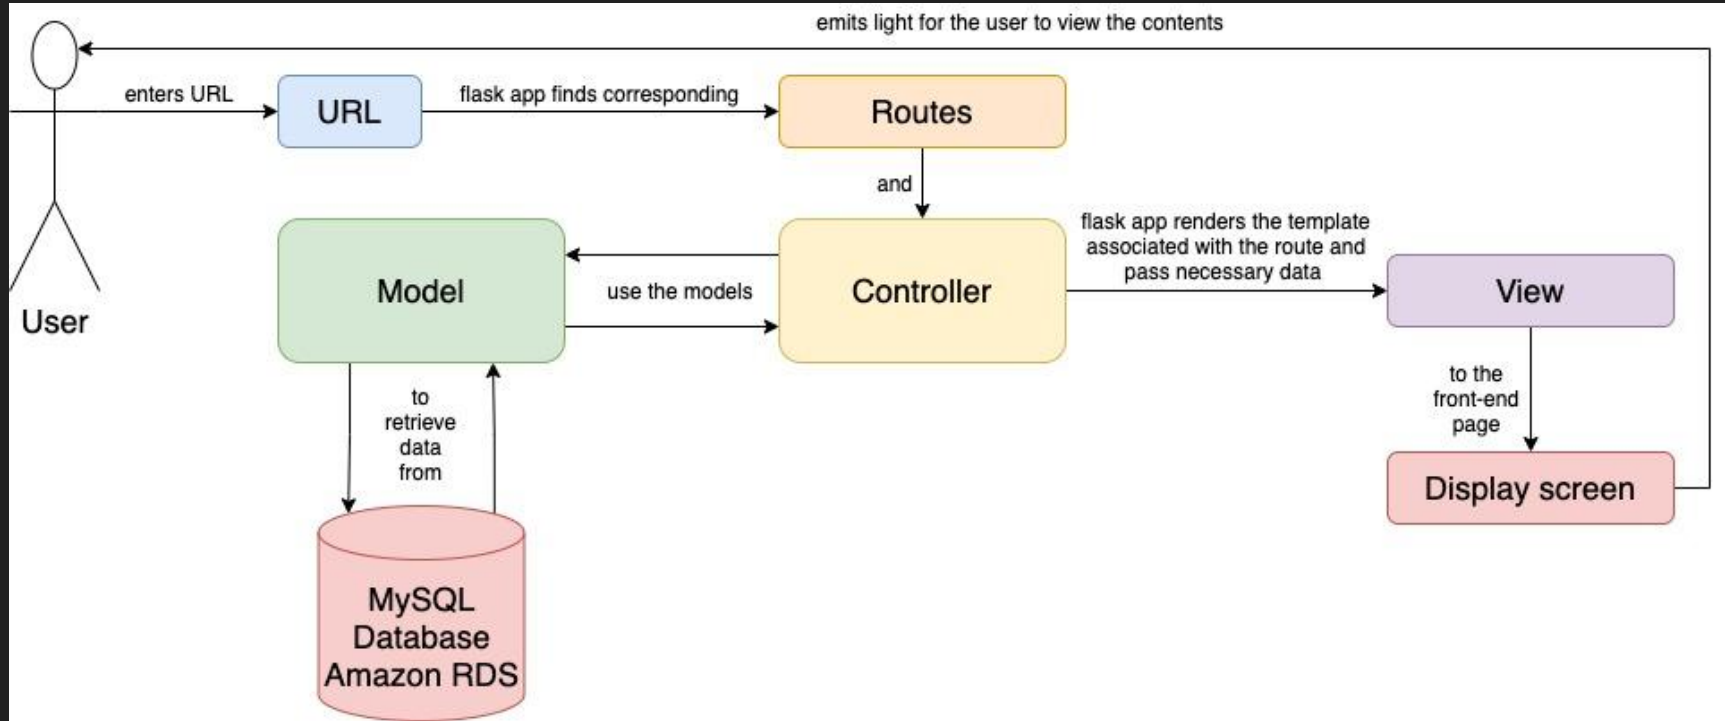 emits light for the user to view the contents
enters URL
URL
flask app finds corresponding
Routes
and
User
Model
use the models
Controller
flask app renders the template
associated with the route and
pass necessary data
View
to
retrieve
data
from
to the
front-end
page
Display screen
MySQL
Database
Amazon RDS